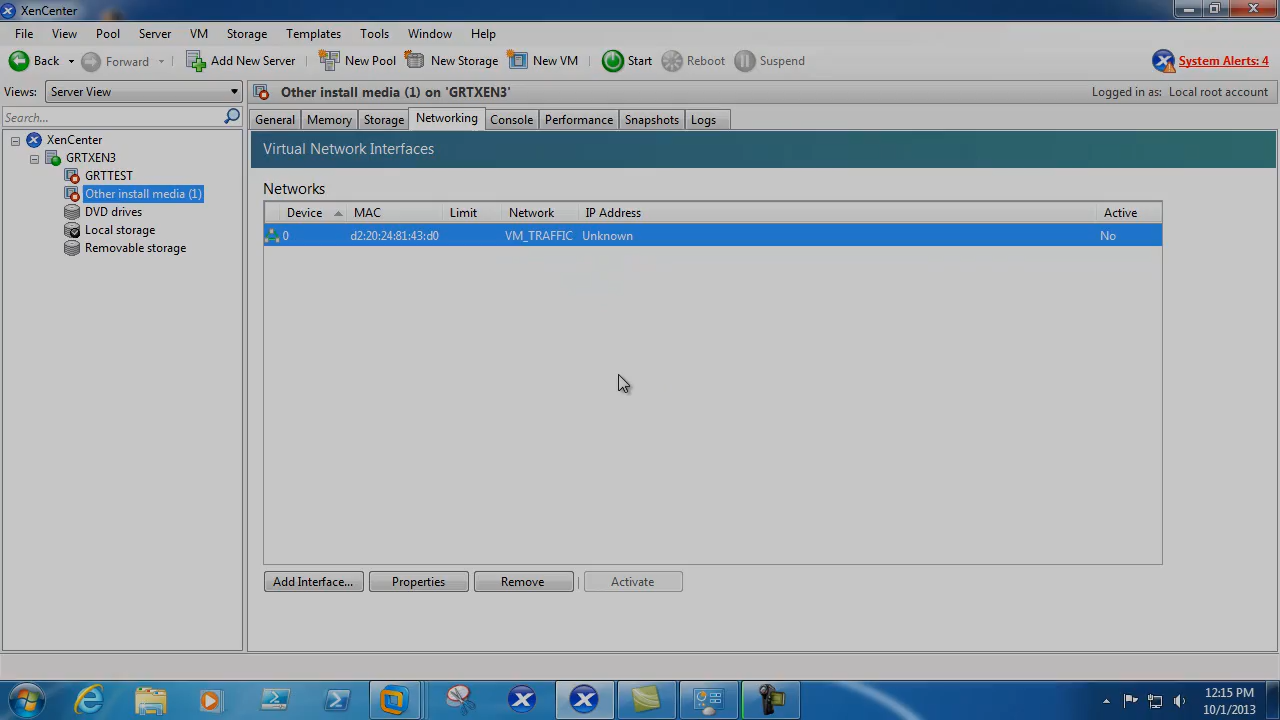 XenCenter
File View Pool Server VM Storage Templates Tools Window Help
Back Forward Add New Server New Pool New Storage New VM Start Reboot Suspend System Alerts: 4
Views: Server View Other install media (1) on 'GRTXEN3' Logged in as: Local root account
Search... General Memory Storage Networking Console Performance Snapshots Logs
XenCenter
GRTXEN3
GRTTEST
Other install media (1)
DVD drives
Local storage
Removable storage
Virtual Network Interfaces
Networks
Device MAC Limit Network IP Address Active
0 d2:20:24:81:43:d0 VM_TRAFFIC Unknown No
Add Interface... Properties Remove Activate
12:15 PM
10/1/2013